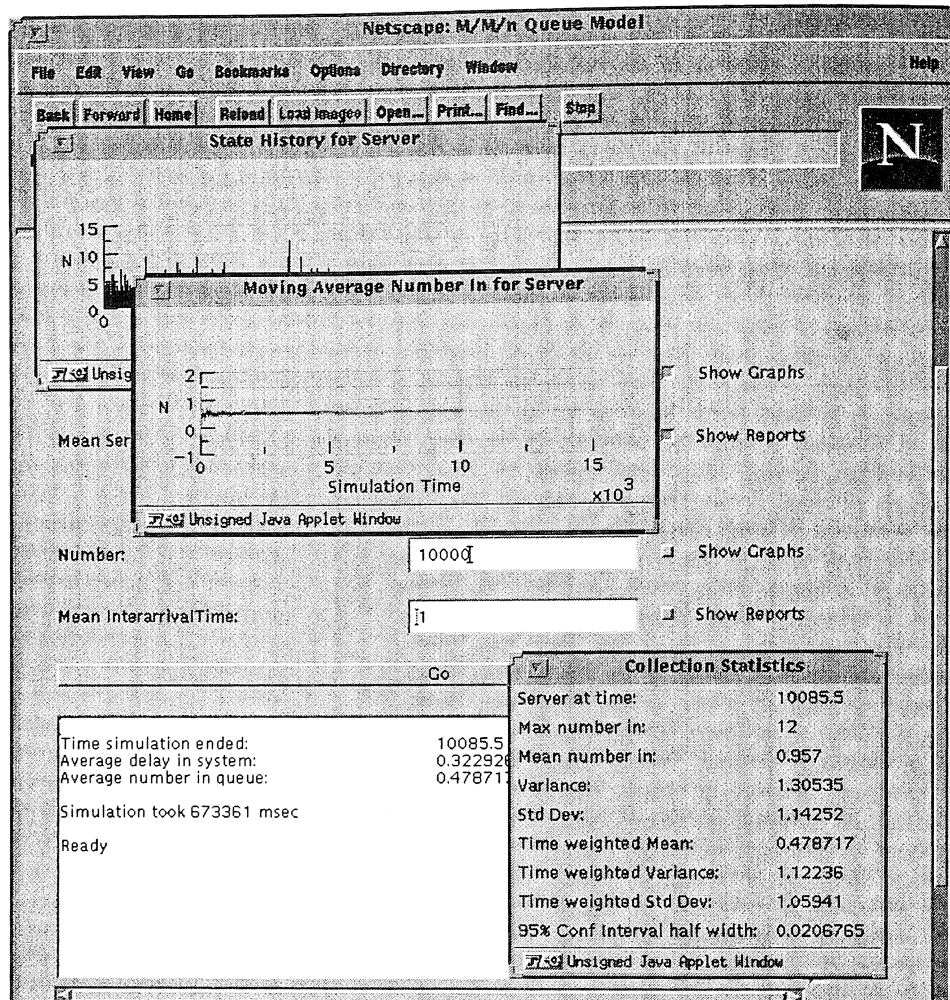 Netscape: M/M/n Queue Model
File Edit View Go Bookmarks Options Directory Window Help
Back Forward Home Reload Load Images Open... Print... Find... Stop
N
State History for Server
15
N 10
5
0
0
Unsig
Moving Average Number In for Server
2
N 1
0
-1
0 5 10 15
Simulation Time x10³
Unsigned Java Applet Window
Show Graphs
Mean Ser
Show Reports
Number: 10000 Show Graphs
Mean InterarrivalTime: 1 Show Reports
Go
Time simulation ended: 10085.5
Average delay in system: 0.322926
Average number in queue: 0.478717
Simulation took 673361 msec
Ready
Collection Statistics
Server at time: 10085.5
Max number in: 12
Mean number in: 0.957
Variance: 1.30535
Std Dev: 1.14252
Time weighted Mean: 0.478717
Time weighted Variance: 1.12236
Time weighted Std Dev: 1.05941
95% Conf Interval half width: 0.0206765
Unsigned Java Applet Window